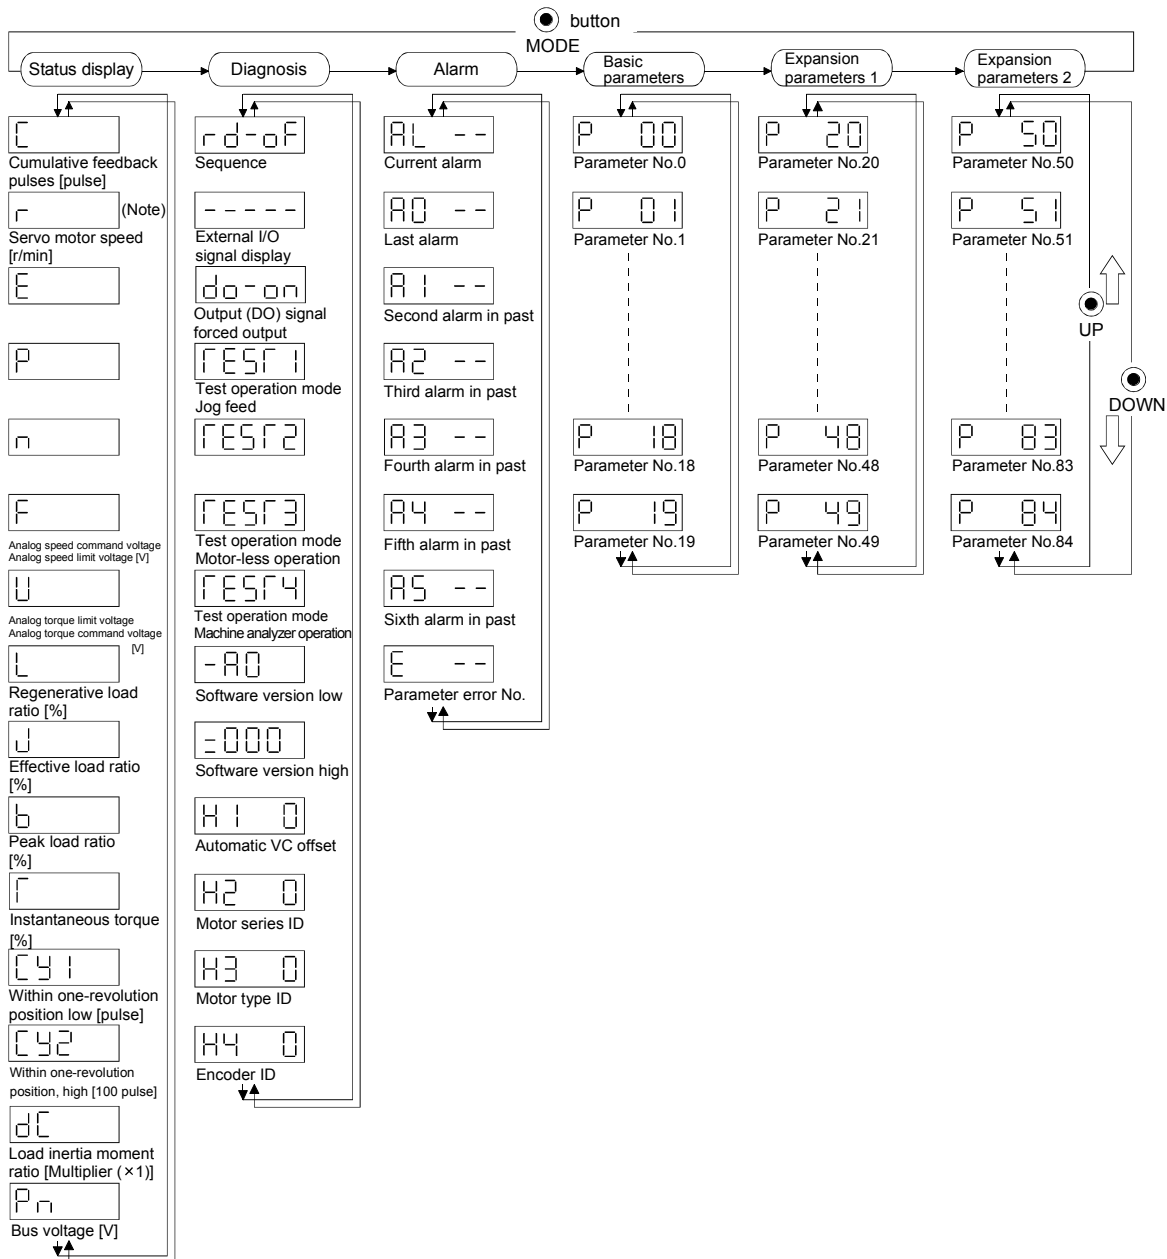 button
MODE
Status display
Diagnosis
Alarm
Basic
parameters
Expansion
parameters 1
Expansion
parameters 2
C
Cumulative feedback
pulses [pulse]
r
(Note)
Servo motor speed
[r/min]
E
P
n
F
Analog speed command voltage
Analog speed limit voltage [V]
U
Analog torque limit voltage
Analog torque command voltage
[V]
L
Regenerative load
ratio [%]
J
Effective load ratio
[%]
b
Peak load ratio
[%]
T
Instantaneous torque
[%]
Cy1
Within one-revolution
position low [pulse]
Cy2
Within one-revolution
position, high [100 pulse]
dC
Load inertia moment
ratio [Multiplier (×1)]
Pn
Bus voltage [V]
rd-oF
Sequence
-----
External I/O
signal display
do-on
Output (DO) signal
forced output
TEST1
Test operation mode
Jog feed
TEST2
TEST3
Test operation mode
Motor-less operation
TEST4
Test operation mode
Machine analyzer operation
-A0
Software version low
=000
Software version high
H1 0
Automatic VC offset
H2 0
Motor series ID
H3 0
Motor type ID
H4 0
Encoder ID
AL --
Current alarm
A0 --
Last alarm
A1 --
Second alarm in past
A2 --
Third alarm in past
A3 --
Fourth alarm in past
A4 --
Fifth alarm in past
A5 --
Sixth alarm in past
E --
Parameter error No.
P 00
Parameter No.0
P 01
Parameter No.1
P 18
Parameter No.18
P 19
Parameter No.19
P 20
Parameter No.20
P 21
Parameter No.21
P 48
Parameter No.48
P 49
Parameter No.49
P 50
Parameter No.50
P 51
Parameter No.51
P 83
Parameter No.83
P 84
Parameter No.84
UP
DOWN